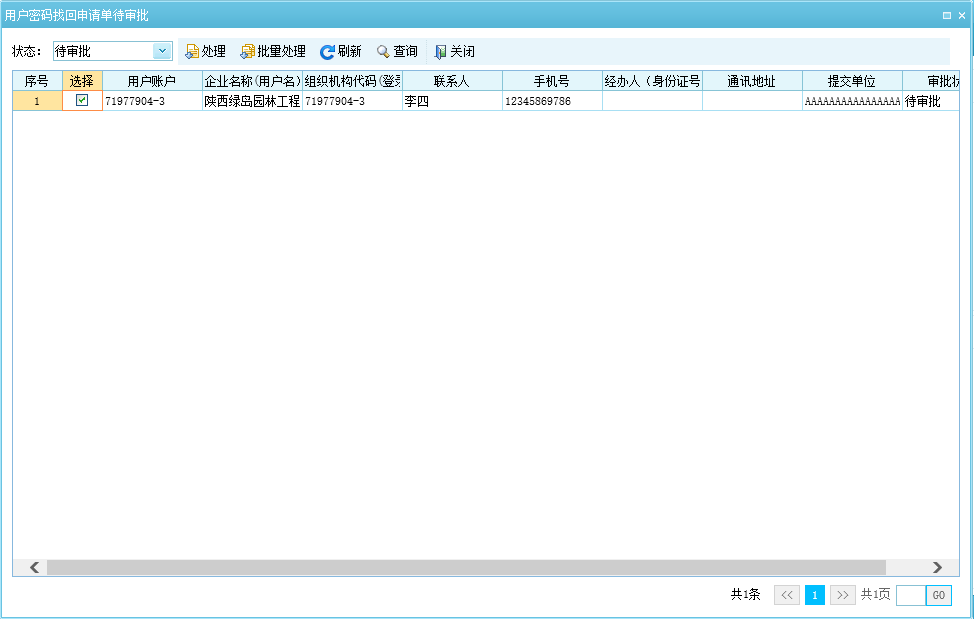 用户密码找回申请单待审批
状态: 待审批 处理 批量处理 刷新 查询 关闭
序号 选择 用户账户 企业名称(用户名) 组织机构代码(登 联系人 手机号 经办人（身份证号 通讯地址 提交单位 审批
1 71977904-3 陕西绿岛园林工程 71977904-3 李四 12345869786 AAAAAAAAAAAAAAAA 待审批
共1条 << 1 >> 共1页 GO